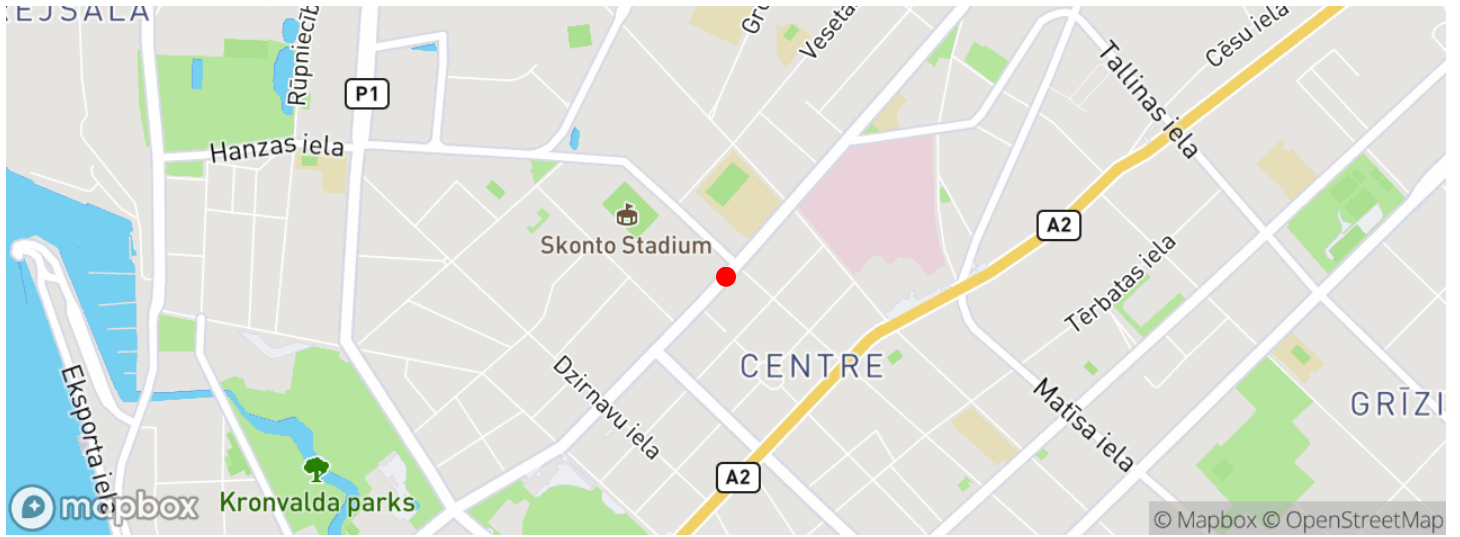 EJSALA
Rūpniecīb
Gr
Veseta
Cēsu iela
Tallinas iela
P1
Hanzas iela
Skonto Stadium
A2
Tērbatas iela
CENTRE
Dzirnavu iela
Eksporta iela
Matīsa iela
GRĪZI
A2
Kronvalda parks
mapbox
© Mapbox © OpenStreetMap